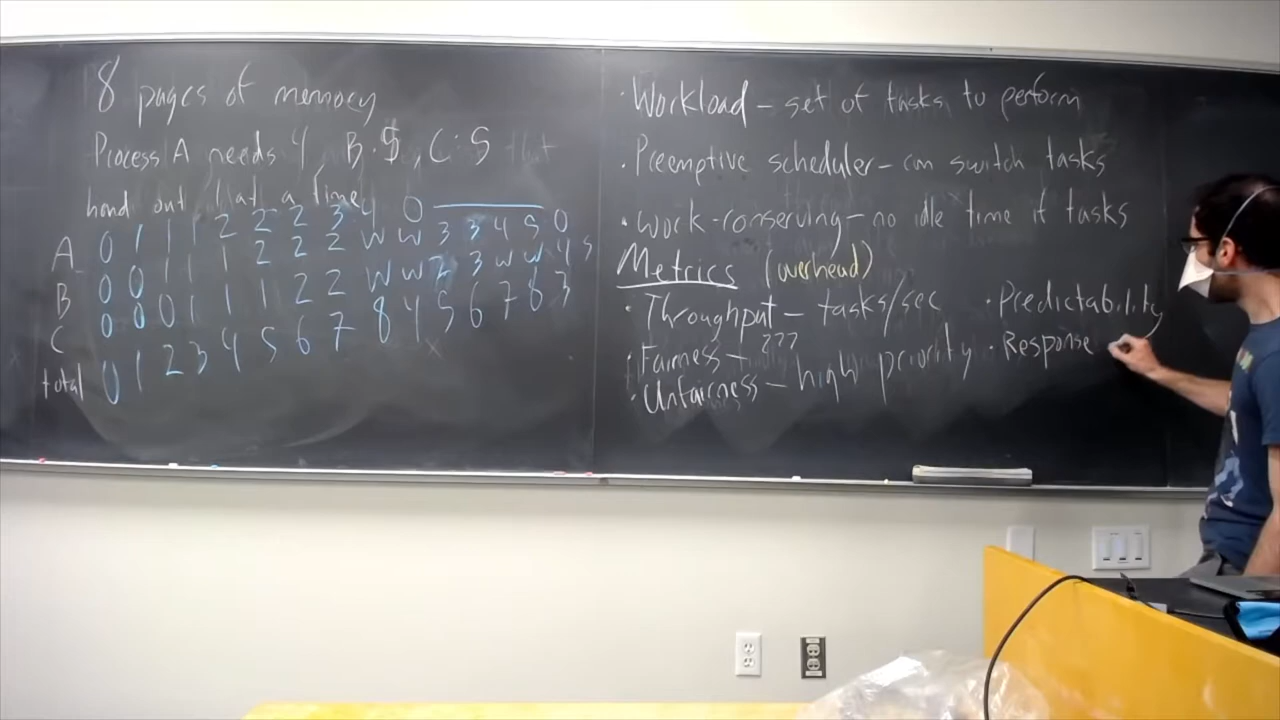 8 pages of memory
Process A needs 4, B: 5, C: 5
hand out 1 at a time
A 0 1 1 1 2 2 2 3 4 0
B 0 0 1 1 1 2 2 2 W W 3 3 4 5 0
C 0 0 0 1 1 1 2 2 W W 2 3 W W 4 5
total 0 1 2 3 4 5 6 7 8 4 5 6 7 8 3
· Workload – set of tasks to perform
· Preemptive scheduler – can switch tasks
· Work-conserving – no idle time if tasks
Metrics (overhead)
· Throughput – tasks/sec
· Fairness – ???
· Unfairness – high priority
· Predictability
· Response